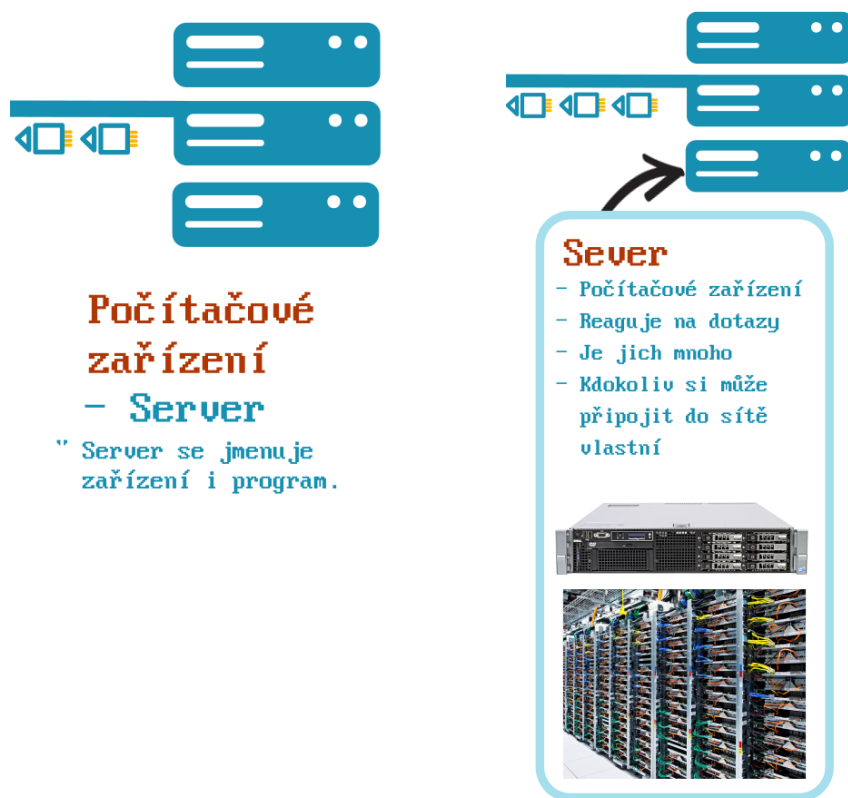 Počítačové
zařízení
- Server
" Server se jmenuje
zařízení i program.
Sever
- Počítačové zařízení
- Reaguje na dotazy
- Je jich mnoho
- Kdokoliv si může
připojit do sítě
vlastní